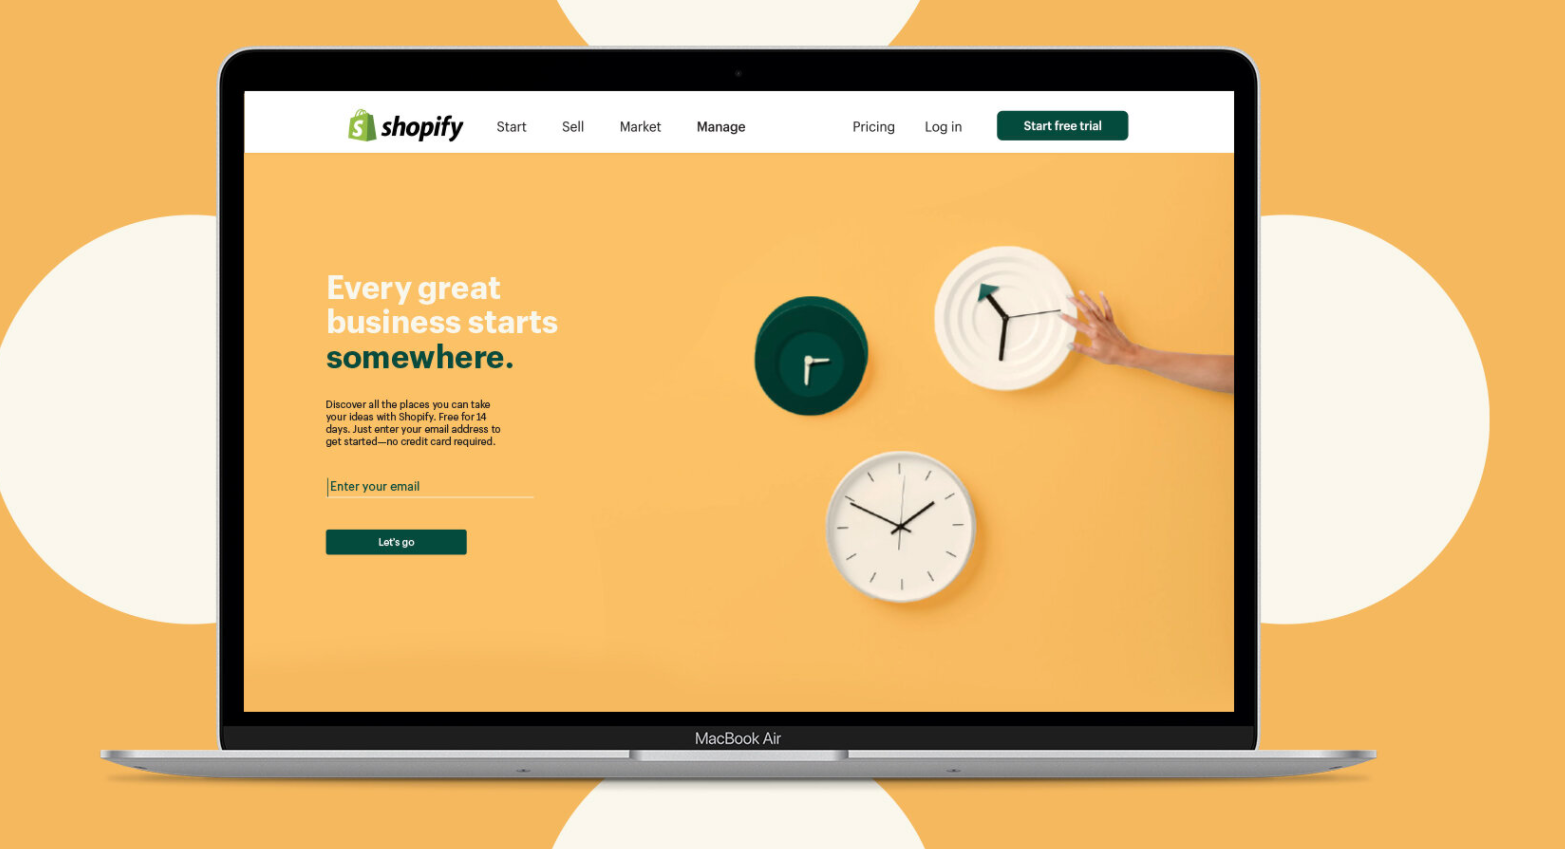 shopify
Start
Sell
Market
Manage
Pricing
Log in
Start free trial
Every great
business starts
somewhere.
Discover all the places you can take
your ideas with Shopify. Free for 14
days. Just enter your email address to
get started—no credit card required.
Enter your email
Let's go
MacBook Air